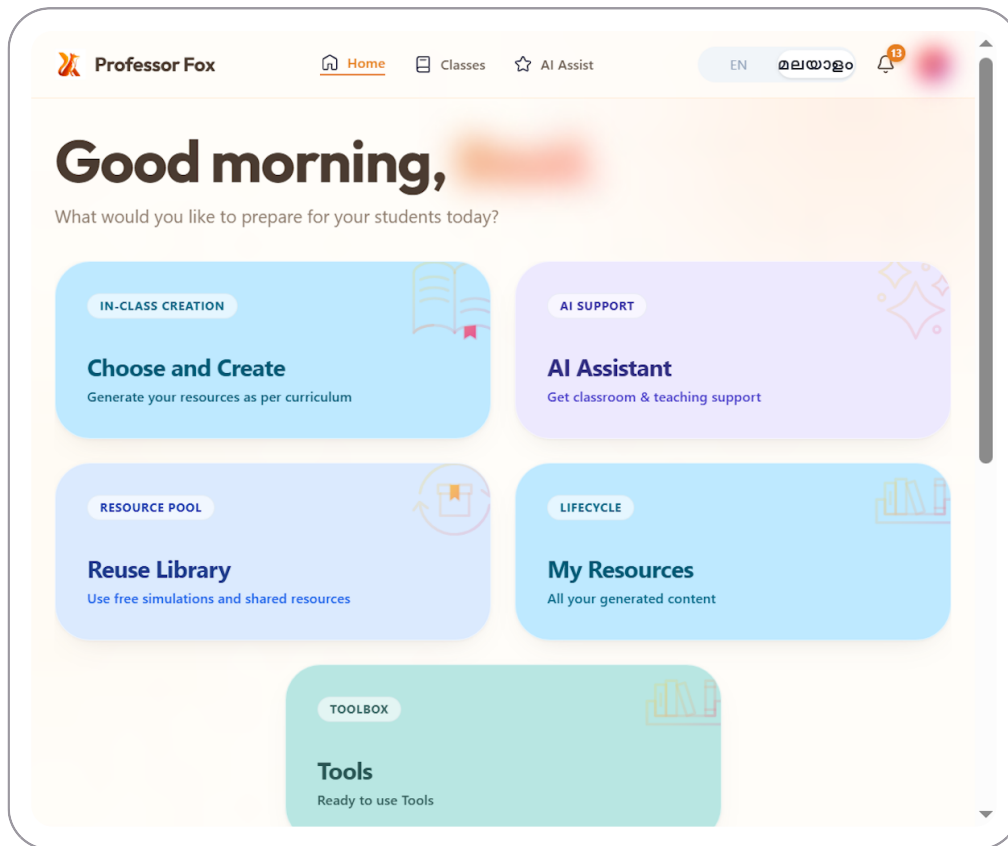 Professor Fox
Home
Classes
AI Assist
EN
മലയാളം
13
Good morning,
What would you like to prepare for your students today?
IN-CLASS CREATION
Choose and Create
Generate your resources as per curriculum
AI SUPPORT
AI Assistant
Get classroom & teaching support
RESOURCE POOL
Reuse Library
Use free simulations and shared resources
LIFECYCLE
My Resources
All your generated content
TOOLBOX
Tools
Ready to use Tools